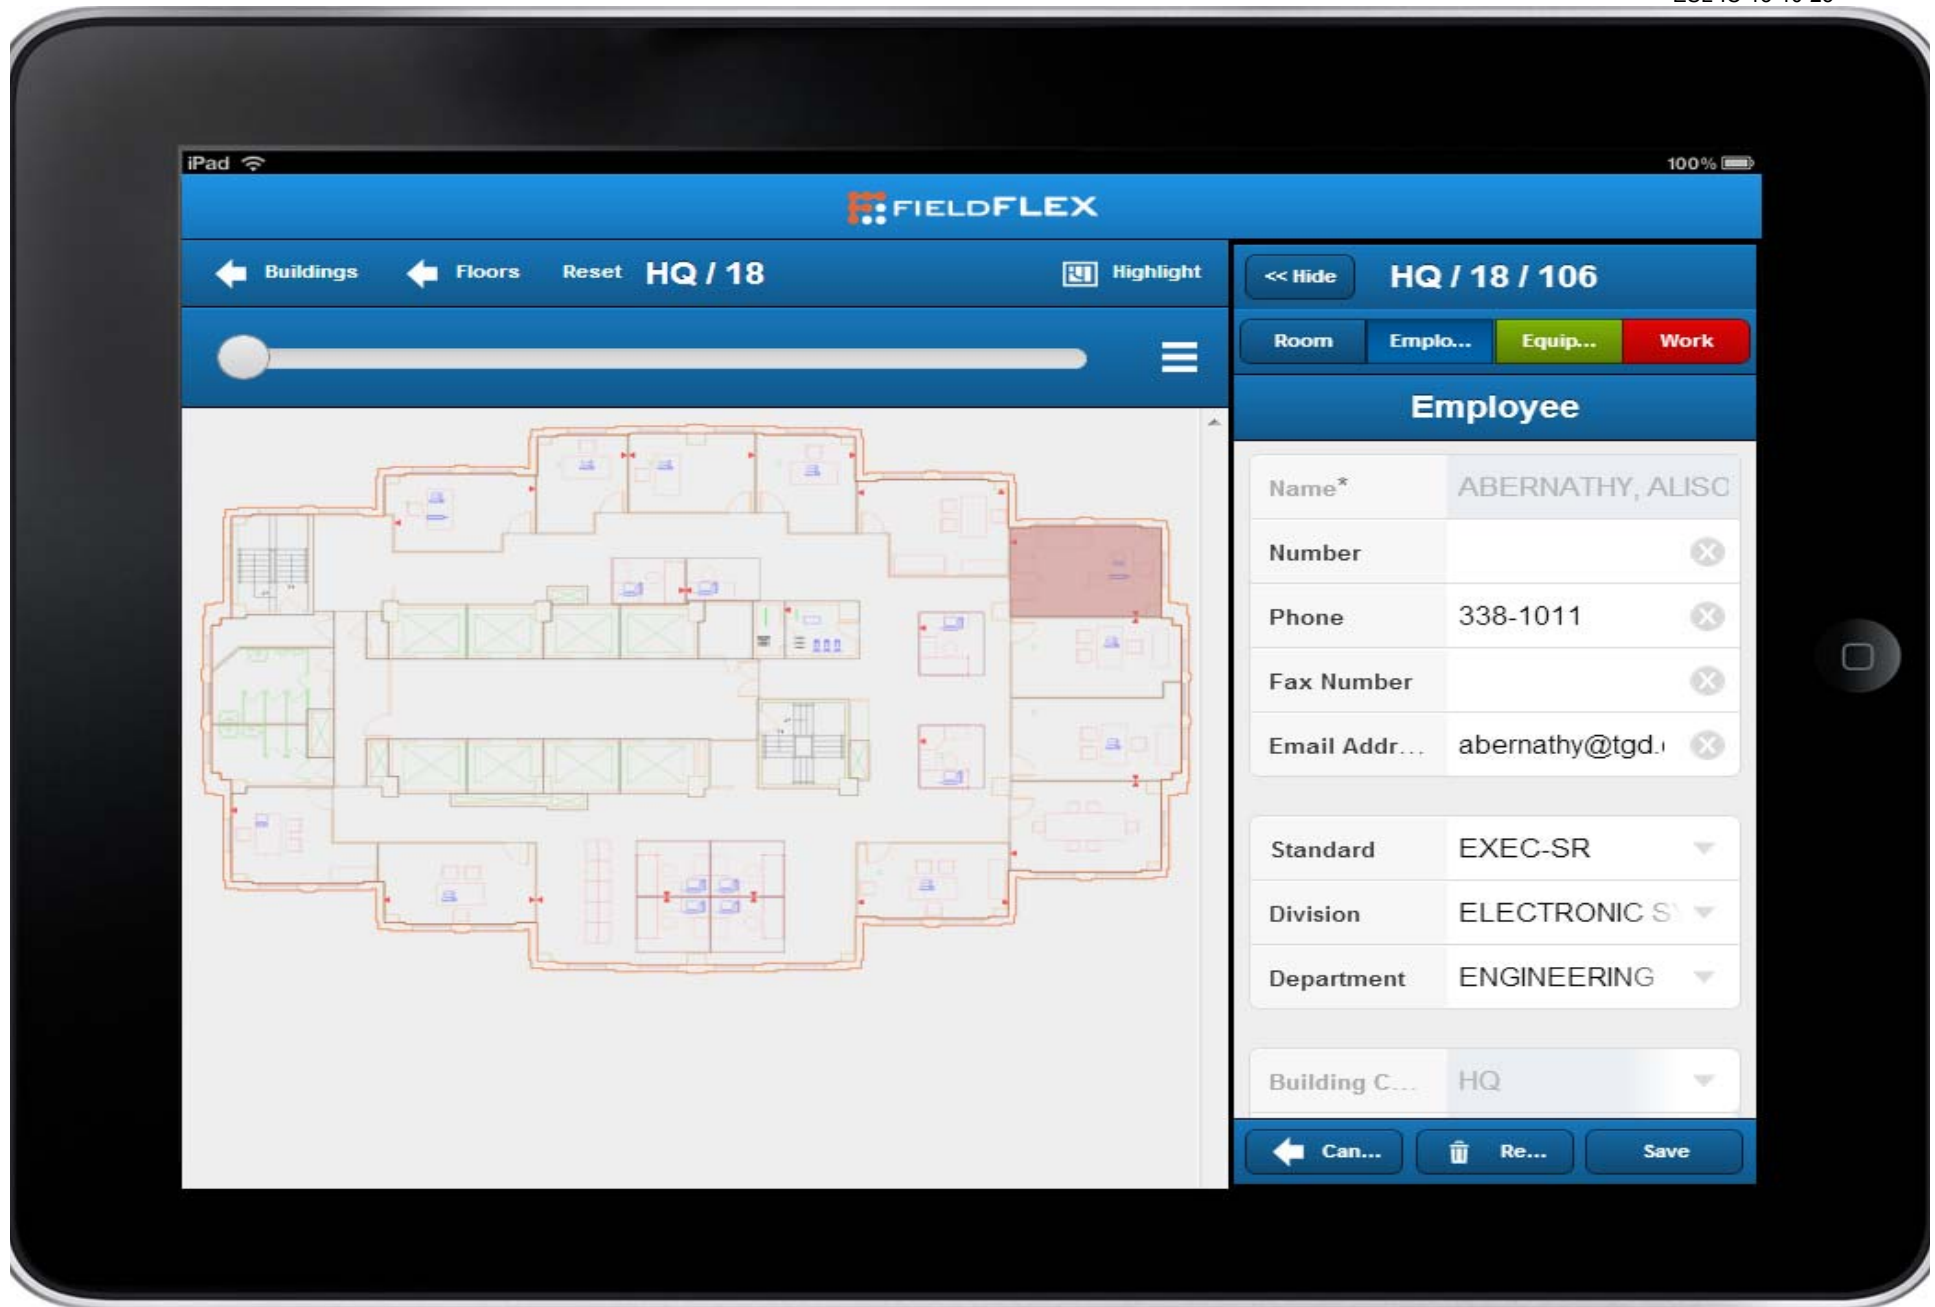 iPad 100%
FIELDFLEX
Buildings Floors Reset HQ / 18 Highlight
<< Hide HQ / 18 / 106
Room Emplo... Equip... Work
Employee
Name* ABERNATHY, ALISO
Number
Phone 338-1011
Fax Number
Email Addr... abernathy@tgd.
Standard EXEC-SR
Division ELECTRONIC S
Department ENGINEERING
Building C... HQ
Can... Re... Save